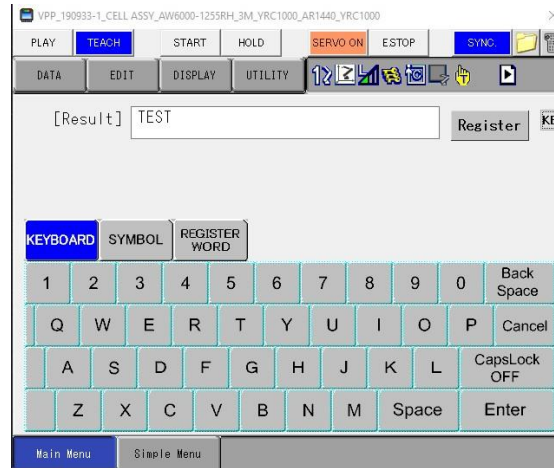 VPP_190933-1_CELL ASSY_AW6000-1255RH_3M_YRC1000_AR1440_YRC1000
PLAY TEACH START HOLD SERVO ON E.STOP SYNC.
DATA EDIT DISPLAY UTILITY
[Result] TEST Register KE
KEYBOARD SYMBOL REGISTER WORD
1 2 3 4 5 6 7 8 9 0 Back Space
Q W E R T Y U I O P Cancel
A S D F G H J K L CapsLock OFF
Z X C V B N M Space Enter
Main Menu Simple Menu